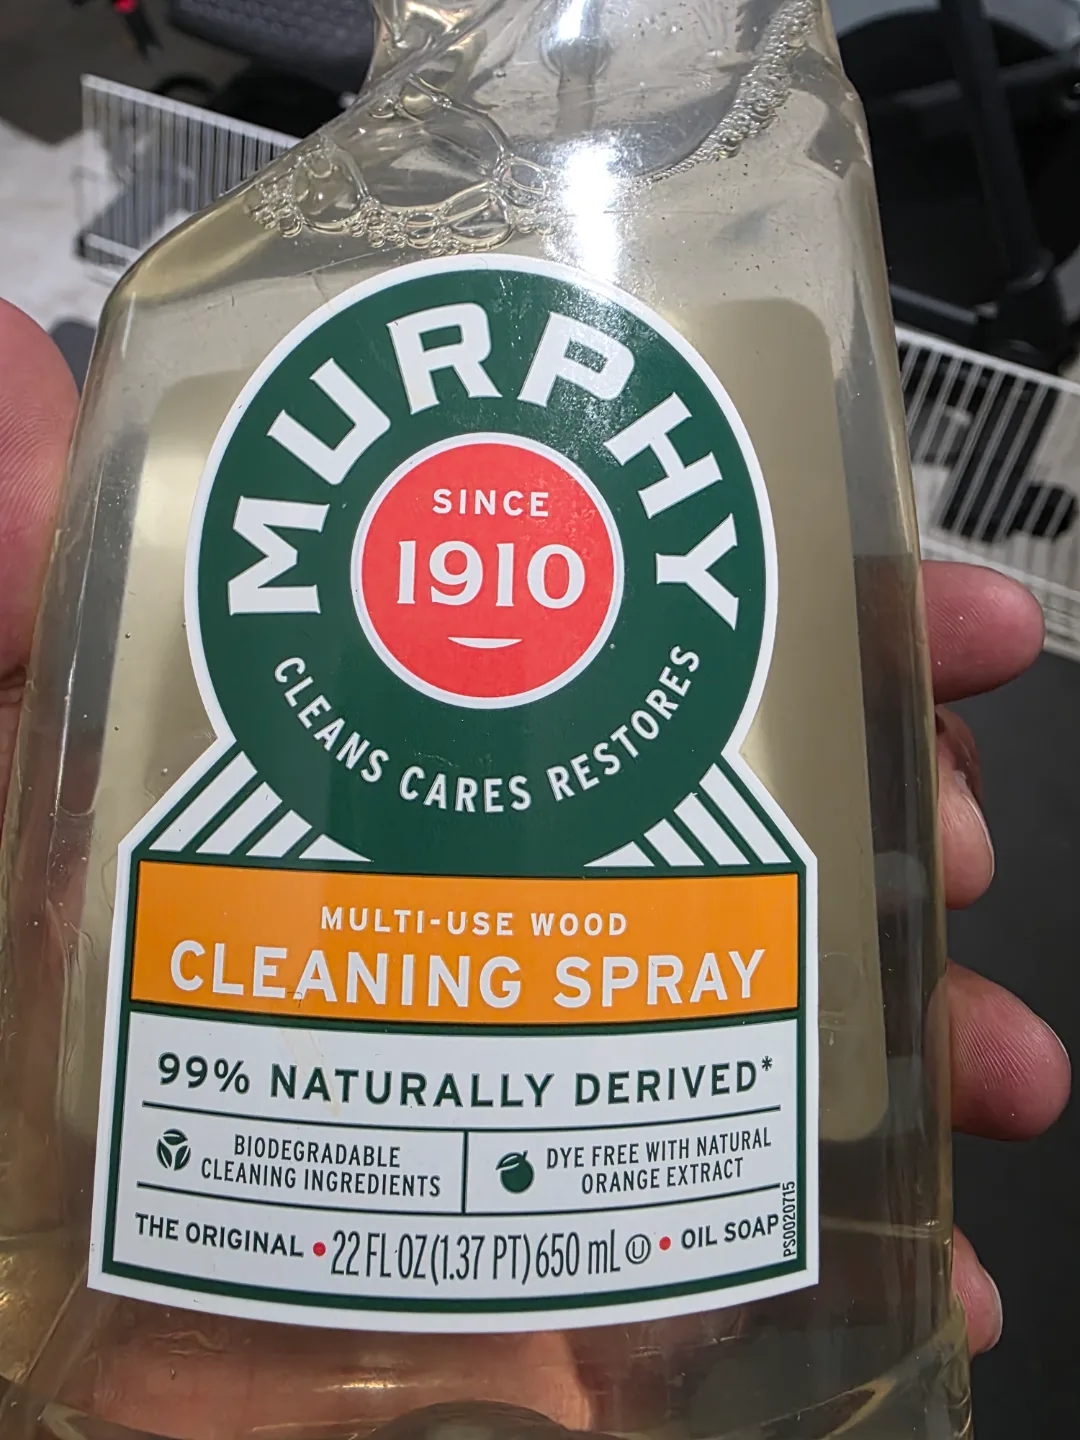 MURPHY
SINCE
1910
CLEANS CARES RESTORES
MULTI-USE WOOD
CLEANING SPRAY
99% NATURALLY DERIVED*
BIODEGRADABLE
CLEANING INGREDIENTS
DYE FREE WITH NATURAL
ORANGE EXTRACT
PS0020715
THE ORIGINAL • 22 FL OZ (1.37 PT) 650 mL Ⓤ • OIL SOAP